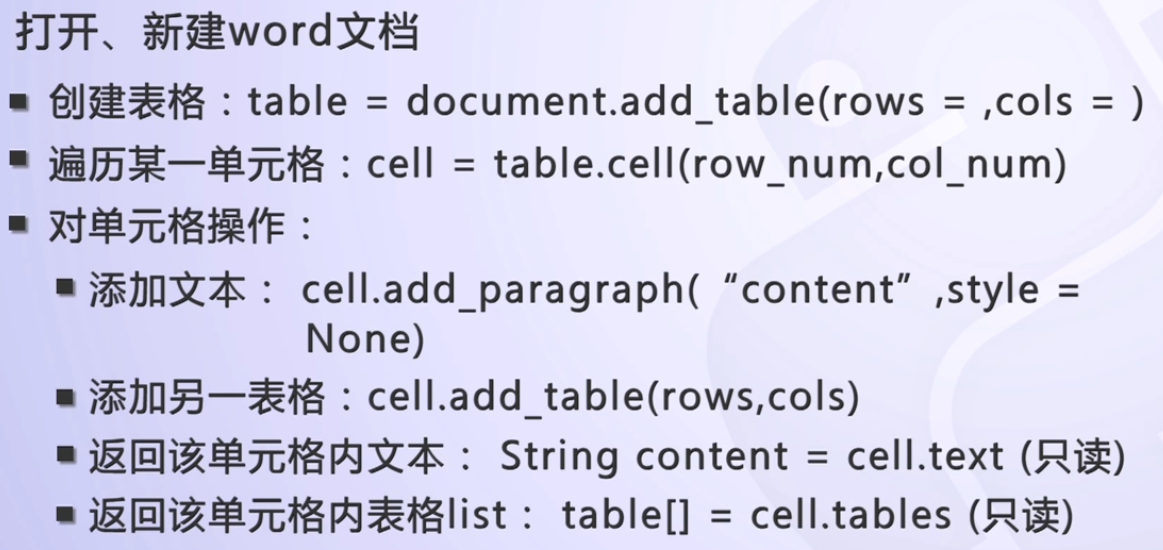 打开、新建word文档
▪ 创建表格：table = document.add_table(rows = ,cols = )
▪ 遍历某一单元格：cell = table.cell(row_num,col_num)
▪ 对单元格操作：
▪ 添加文本： cell.add_paragraph( “content” ,style =
None)
▪ 添加另一表格：cell.add_table(rows,cols)
▪ 返回该单元格内文本： String content = cell.text (只读)
▪ 返回该单元格内表格list： table[] = cell.tables (只读)